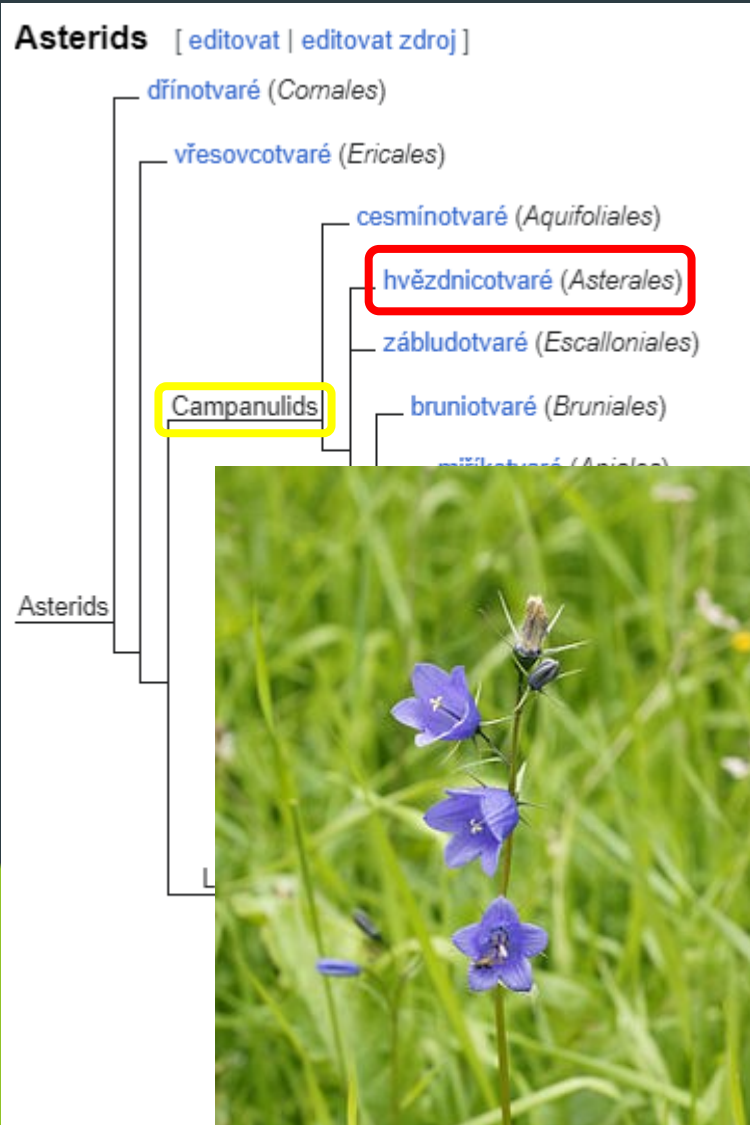 Asterids [ editovat | editovat zdroj ]
dřínotvaré (Cornales)
vřesovcotvaré (Ericales)
cesmínotvaré (Aquifoliales)
hvězdnicotvaré (Asterales)
zábludotvaré (Escalloniales)
Campanulids
bruniotvaré (Bruniales)
Asterids